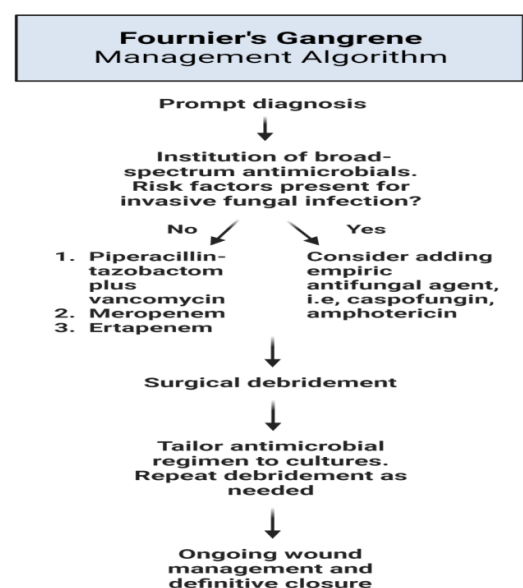 Fournier's Gangrene
Management Algorithm
Prompt diagnosis
Institution of broad-
spectrum antimicrobials.
Risk factors present for
invasive fungal infection?
No
Yes
1. Piperacillin-
tazobactom
plus
vancomycin
2. Meropenem
3. Ertapenem
Consider adding
empiric
antifungal agent,
i.e, caspofungin,
amphotericin
Surgical debridement
Tailor antimicrobial
regimen to cultures.
Repeat debridement as
needed
Ongoing wound
management and
definitive closure